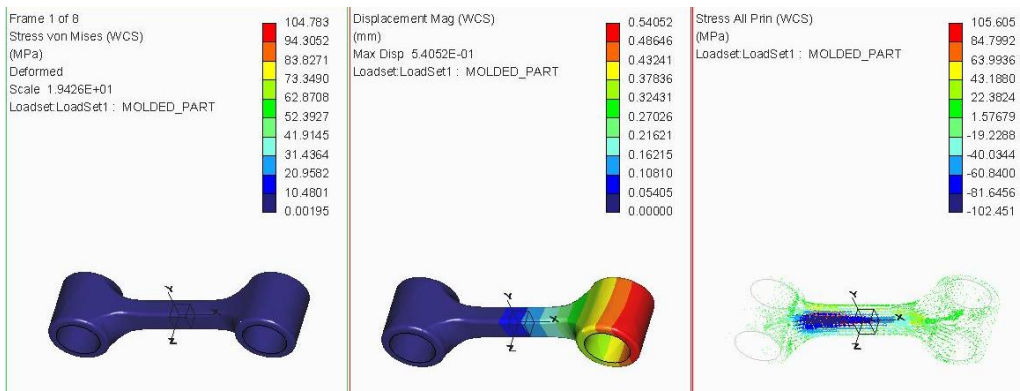 Frame 1 of 8
Stress von Mises (WCS)
(MPa)
Deformed
Scale 1.9426E+01
Loadset:LoadSet1 : MOLDED_PART
104.783
94.3052
83.8271
73.3490
62.8708
52.3927
41.9145
31.4364
20.9582
10.4801
0.00195
Y
X
Z
Displacement Mag (WCS)
(mm)
Max Disp 5.4052E-01
Loadset:LoadSet1 : MOLDED_PART
0.54052
0.48646
0.43241
0.37836
0.32431
0.27026
0.21621
0.16215
0.10810
0.05405
0.00000
Y
X
Z
Stress All Prin (WCS)
(MPa)
Loadset:LoadSet1 : MOLDED_PART
105.605
84.7992
63.9936
43.1880
22.3824
1.57679
-19.2288
-40.0344
-60.8400
-81.6456
-102.451
Y
X
Z